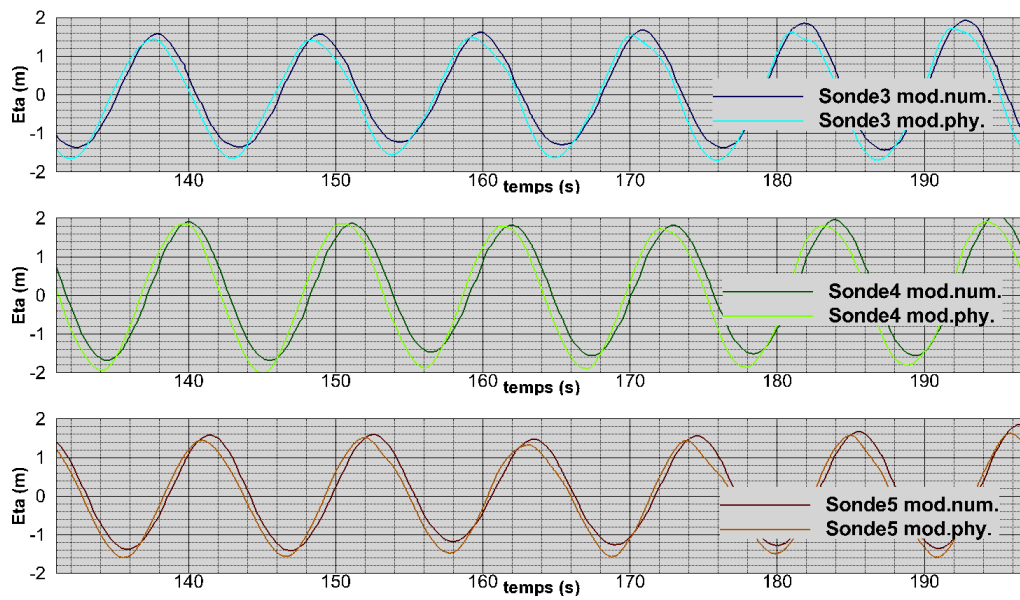 2
1
Eta (m)
0
Sonde3 mod.num.
Sonde3 mod.phy.
-1
-2
140 150 160 170 180 190
temps (s)
2
1
Eta (m)
0
Sonde4 mod.num.
Sonde4 mod.phy.
-1
-2
140 150 160 170 180 190
temps (s)
2
1
Eta (m)
0
Sonde5 mod.num.
Sonde5 mod.phy.
-1
-2
140 150 160 170 180 190
temps (s)